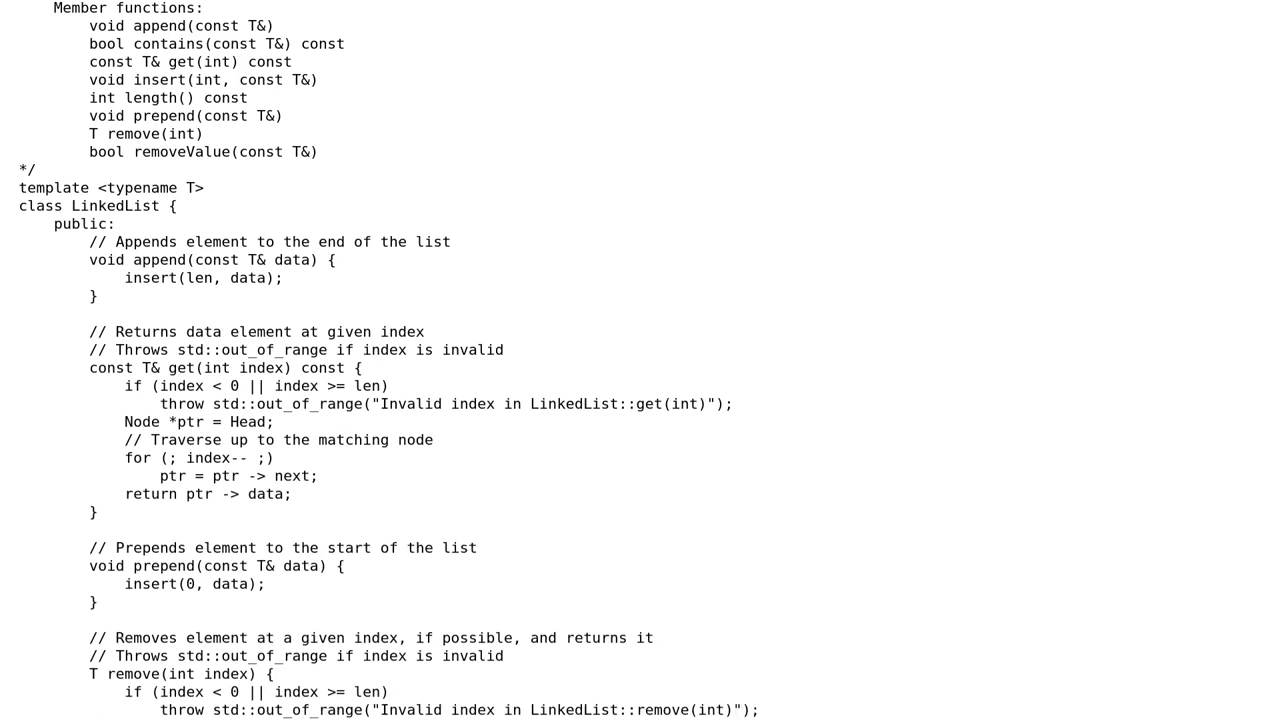 Member functions:
        void append(const T&)
        bool contains(const T&) const
        const T& get(int) const
        void insert(int, const T&)
        int length() const
        void prepend(const T&)
        T remove(int)
        bool removeValue(const T&)
*/
template <typename T>
class LinkedList {
    public:
        // Appends element to the end of the list
        void append(const T& data) {
            insert(len, data);
        }

        // Returns data element at given index
        // Throws std::out_of_range if index is invalid
        const T& get(int index) const {
            if (index < 0 || index >= len)
                throw std::out_of_range("Invalid index in LinkedList::get(int)");
            Node *ptr = Head;
            // Traverse up to the matching node
            for (; index-- ;)
                ptr = ptr -> next;
            return ptr -> data;
        }

        // Prepends element to the start of the list
        void prepend(const T& data) {
            insert(0, data);
        }

        // Removes element at a given index, if possible, and returns it
        // Throws std::out_of_range if index is invalid
        T remove(int index) {
            if (index < 0 || index >= len)
                throw std::out_of_range("Invalid index in LinkedList::remove(int)");